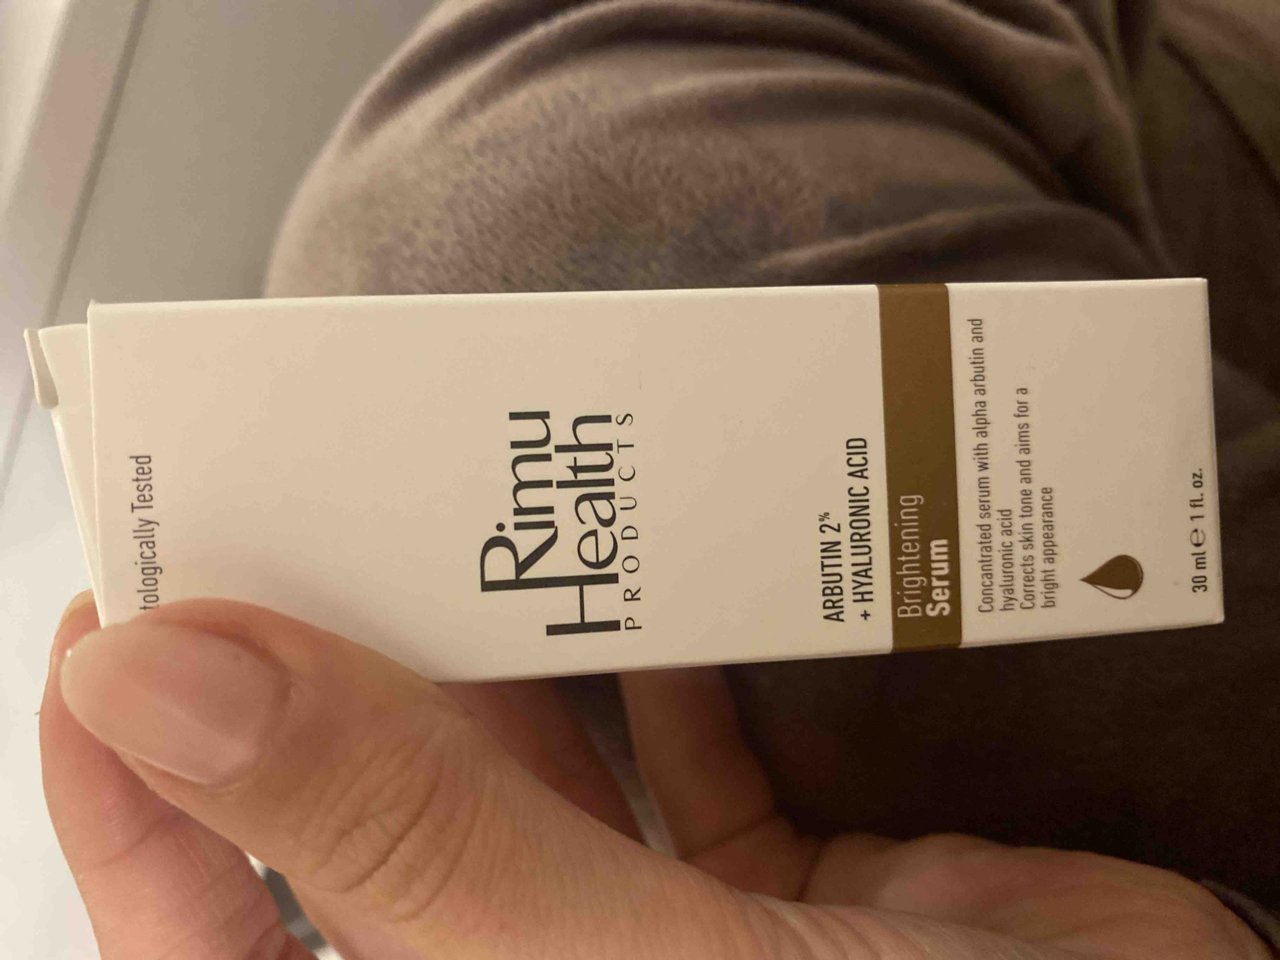 tologically Tested
Rimu
Health
PRODUCTS
ARBUTIN 2%
+ HYALURONIC ACID
Brightening
Serum
Concantrated serum with alpha arbutin and
hyaluronic acid
Corrects skin tone and aims for a
bright appearance
30 ml ℮ 1 fl. oz.